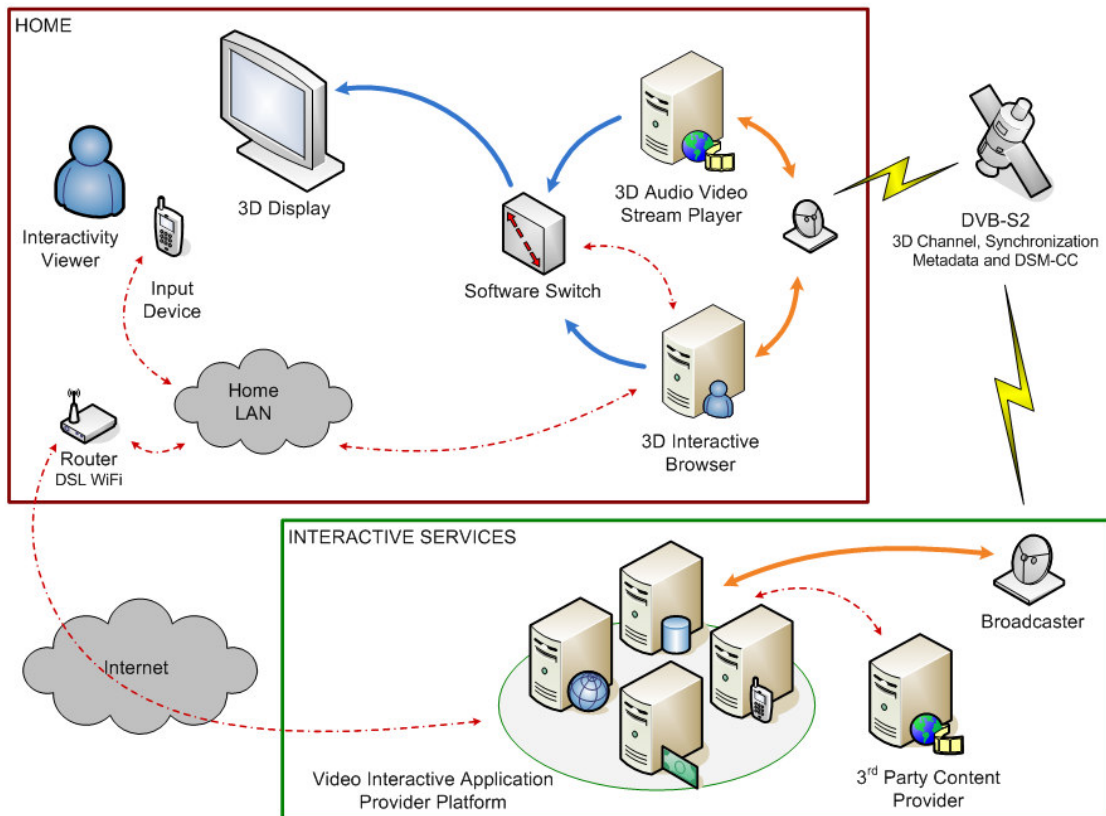 HOME
3D Display
3D Audio Video
Stream Player
DVB-S2
3D Channel, Synchronization
Metadata and DSM-CC
Interactivity
Viewer
Input
Device
Software Switch
Home
LAN
3D Interactive
Browser
Router
DSL WiFi
INTERACTIVE SERVICES
Broadcaster
Internet
Video Interactive Application
Provider Platform
3rd Party Content
Provider